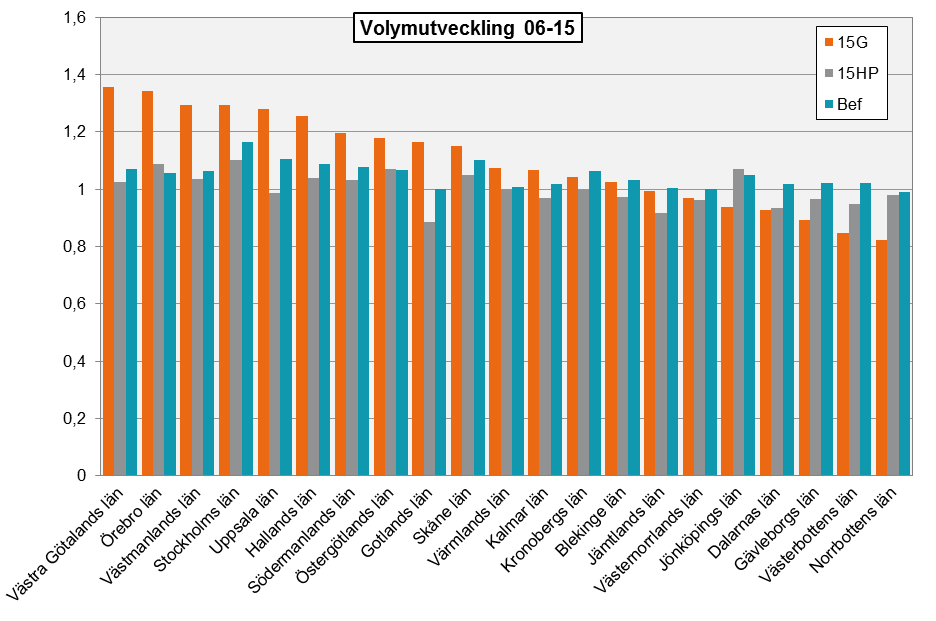 Volymutveckling 06-15
15G
15HP
Bef
1,6
1,4
1,2
1
0,8
0,6
0,4
0,2
0
Västra Götalands län
Örebro län
Västmanlands län
Stockholms län
Uppsala län
Hallands län
Södermanlands län
Östergötlands län
Gotlands län
Skåne län
Värmlands län
Kalmar län
Kronobergs län
Blekinge län
Jämtlands län
Västernorrlands län
Jönköpings län
Dalarnas län
Gävleborgs län
Västerbottens län
Norrbottens län